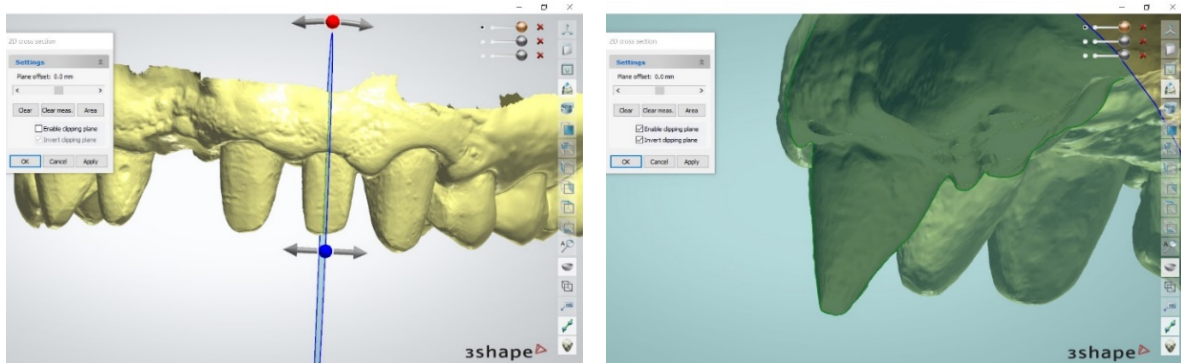 2D cross section
Settings
Plane offset: 0.0 mm
Clear
Clear meas.
Area
Enable clipping plane
Invert clipping plane
OK
Cancel
Apply
3shape
2D cross section
Settings
Plane offset: 0.0 mm
Clear
Clear meas.
Area
Enable clipping plane
Invert clipping plane
OK
Cancel
Apply
3shape